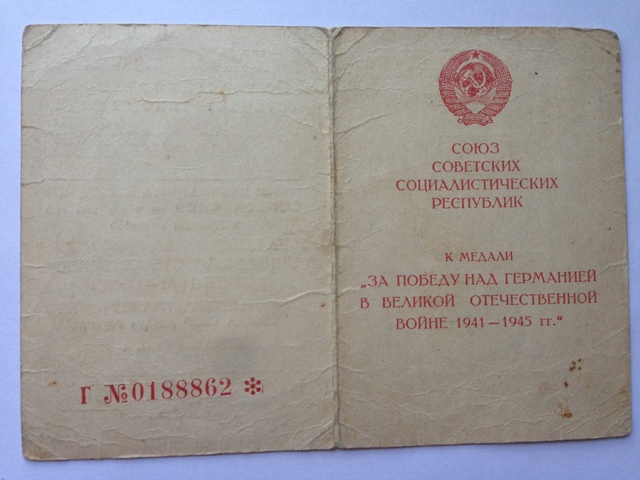 Г №0188862 *
СОЮЗ
СОВЕТСКИХ
СОЦИАЛИСТИЧЕСКИХ
РЕСПУБЛИК
К МЕДАЛИ
„ЗА ПОБЕДУ НАД ГЕРМАНИЕЙ
В ВЕЛИКОЙ ОТЕЧЕСТВЕННОЙ
ВОЙНЕ 1941—1945 гг.“